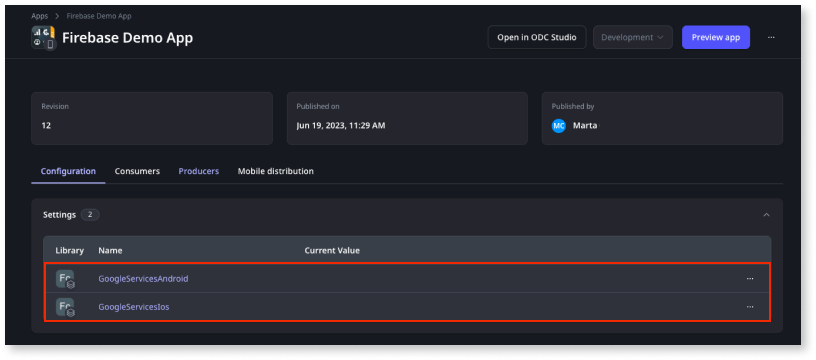 Apps > Firebase Demo App
Firebase Demo App
Open in ODC Studio
Development
Preview app
Revision
12
Published on
Jun 19, 2023, 11:29 AM
Published by
MC Marta
Configuration Consumers Producers Mobile distribution
Settings 2
Library Name Current Value
GoogleServicesAndroid
GoogleServicesIos